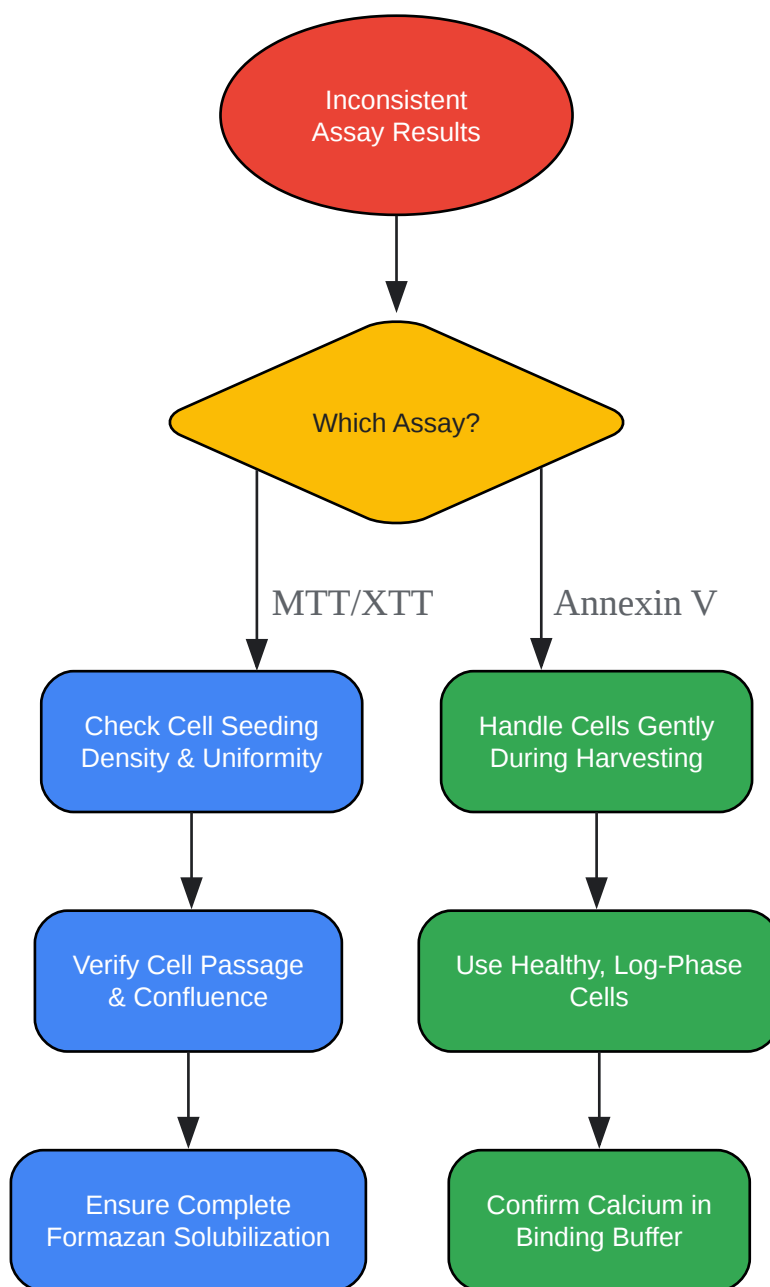 Inconsistent
Assay Results
Which Assay?
MTT/XTT
Annexin V
Check Cell Seeding
Density & Uniformity
Handle Cells Gently
During Harvesting
Verify Cell Passage
& Confluence
Use Healthy, Log-Phase
Cells
Ensure Complete
Formazan Solubilization
Confirm Calcium in
Binding Buffer